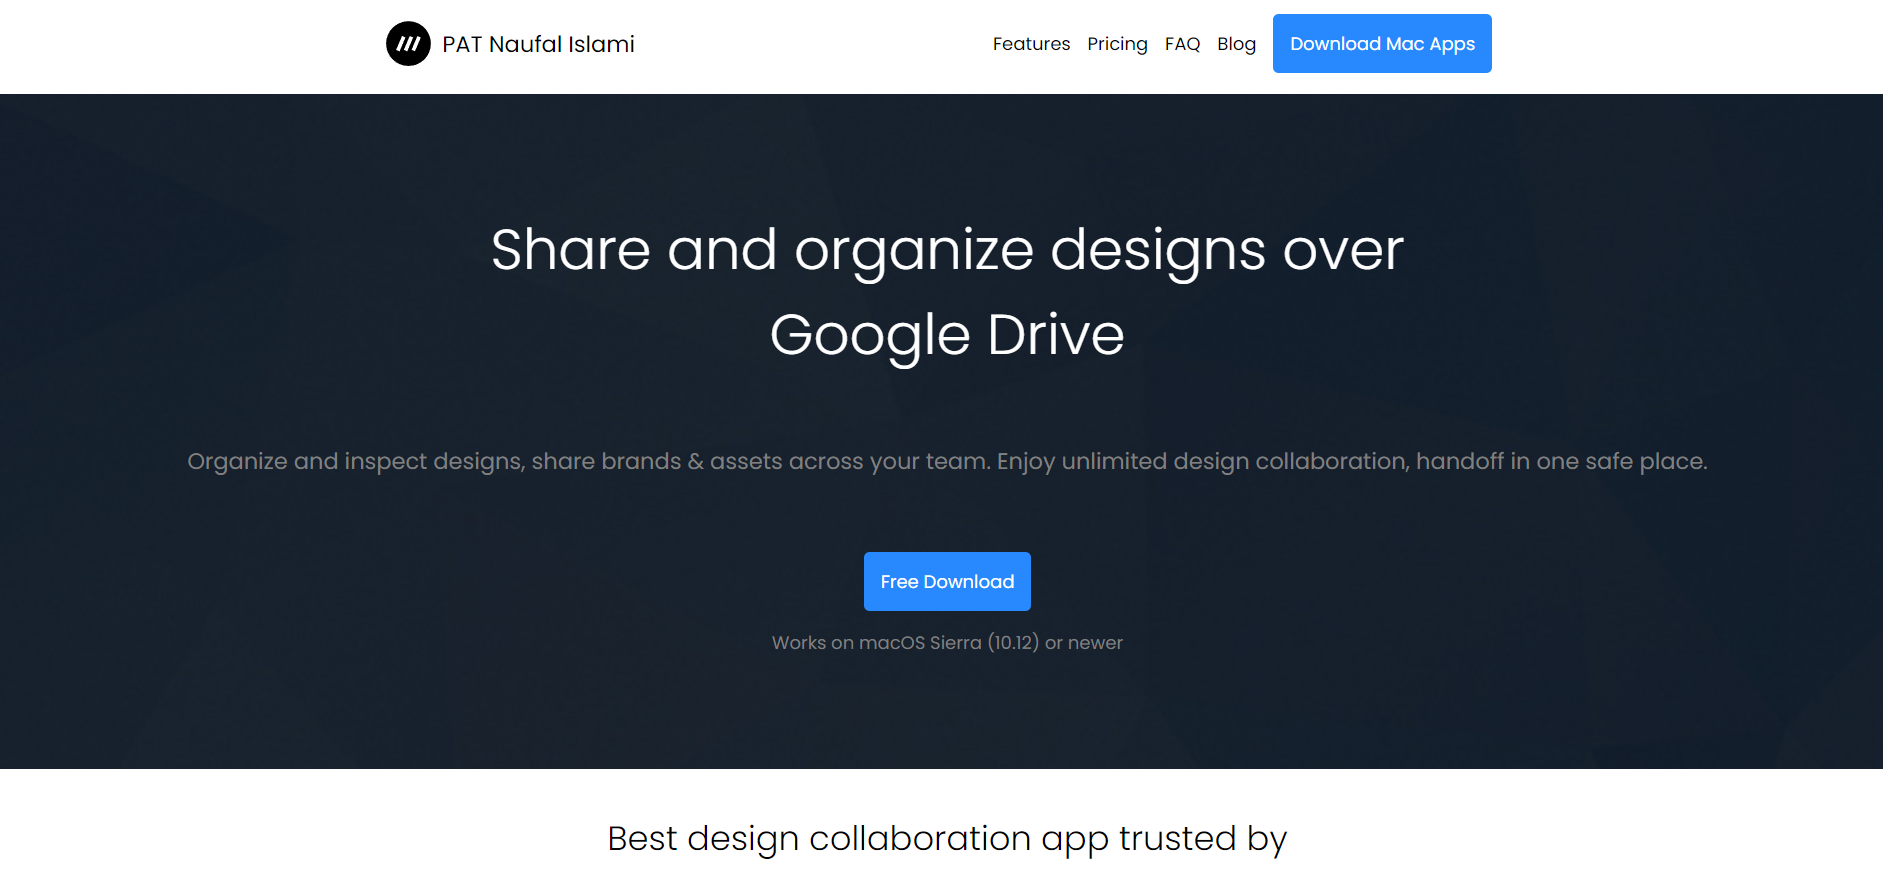 PAT Naufal Islami
Features Pricing FAQ Blog Download Mac Apps
Share and organize designs over
Google Drive
Organize and inspect designs, share brands & assets across your team. Enjoy unlimited design collaboration, handoff in one safe place.
Free Download
Works on macOS Sierra (10.12) or newer
Best design collaboration app trusted by